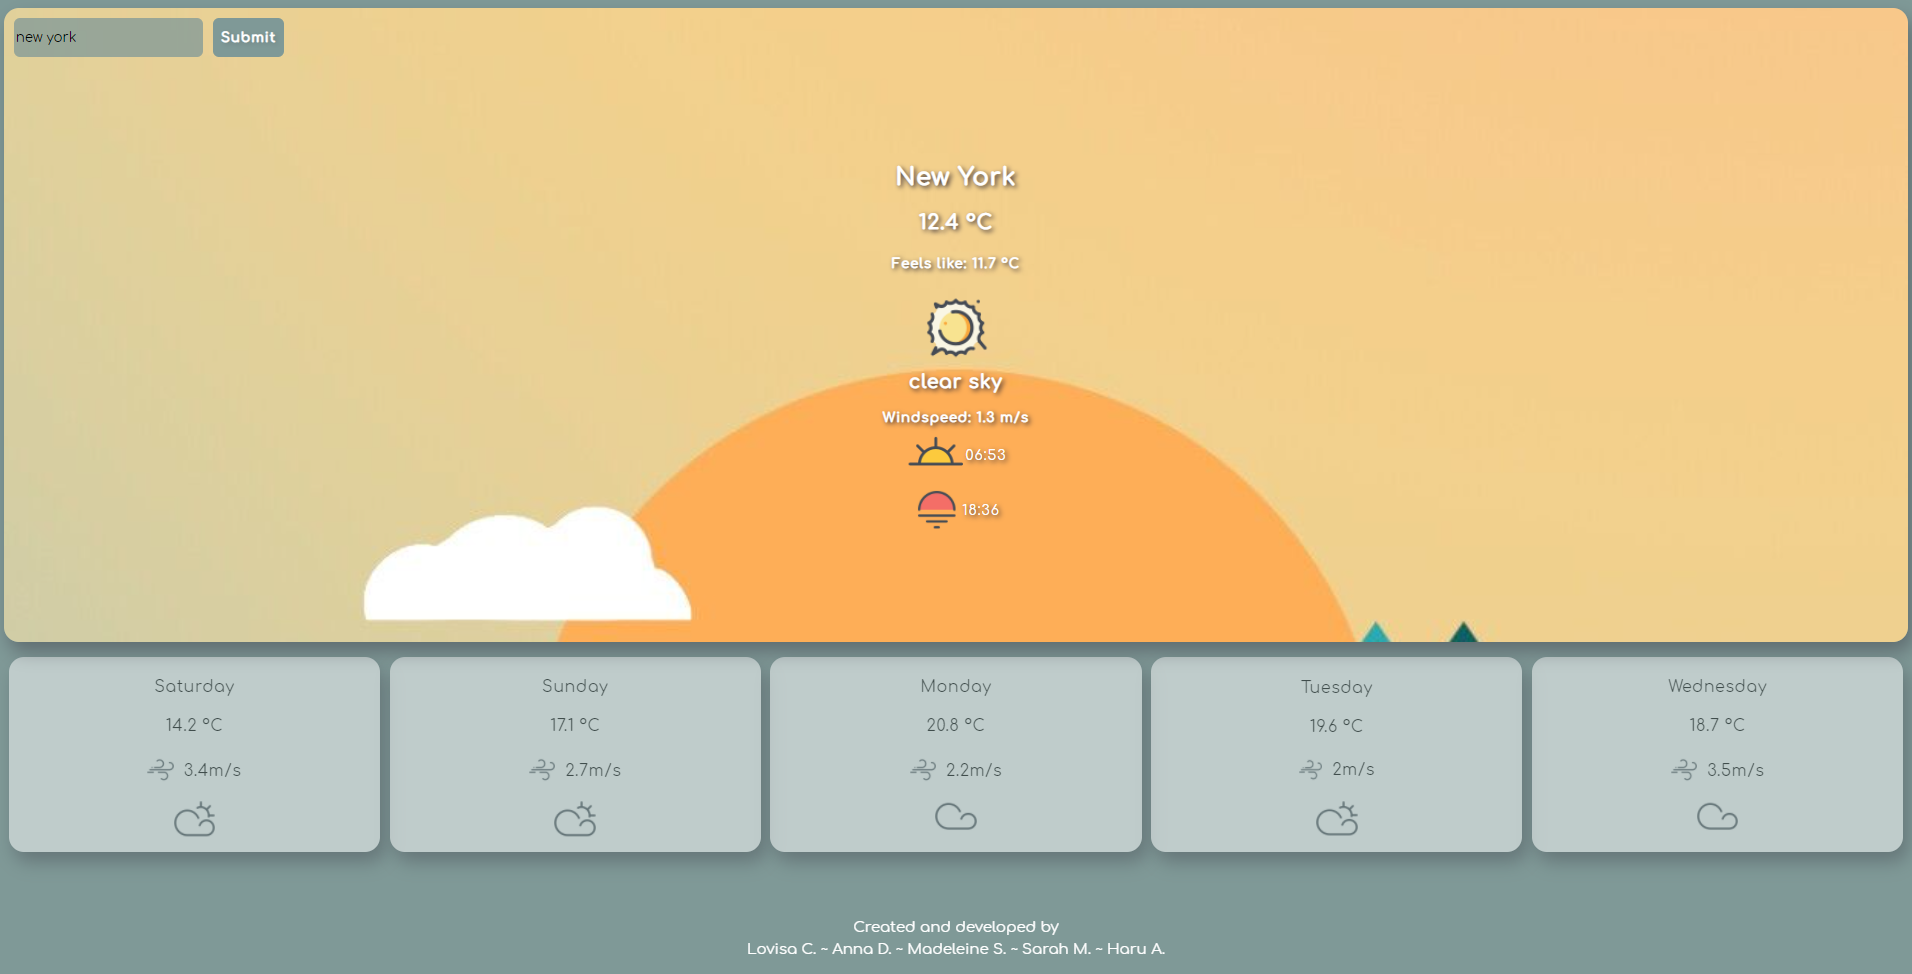 new york
Submit
New York
12.4 °C
Feels like: 11.7 °C
clear sky
Windspeed: 1.3 m/s
06:53
18:36
Saturday
14.2 °C
3.4m/s
Sunday
17.1 °C
2.7m/s
Monday
20.8 °C
2.2m/s
Tuesday
19.6 °C
2m/s
Wednesday
18.7 °C
3.5m/s
Created and developed by
Lovisa C. ~ Anna D. ~ Madeleine S. ~ Sarah M. ~ Haru A.